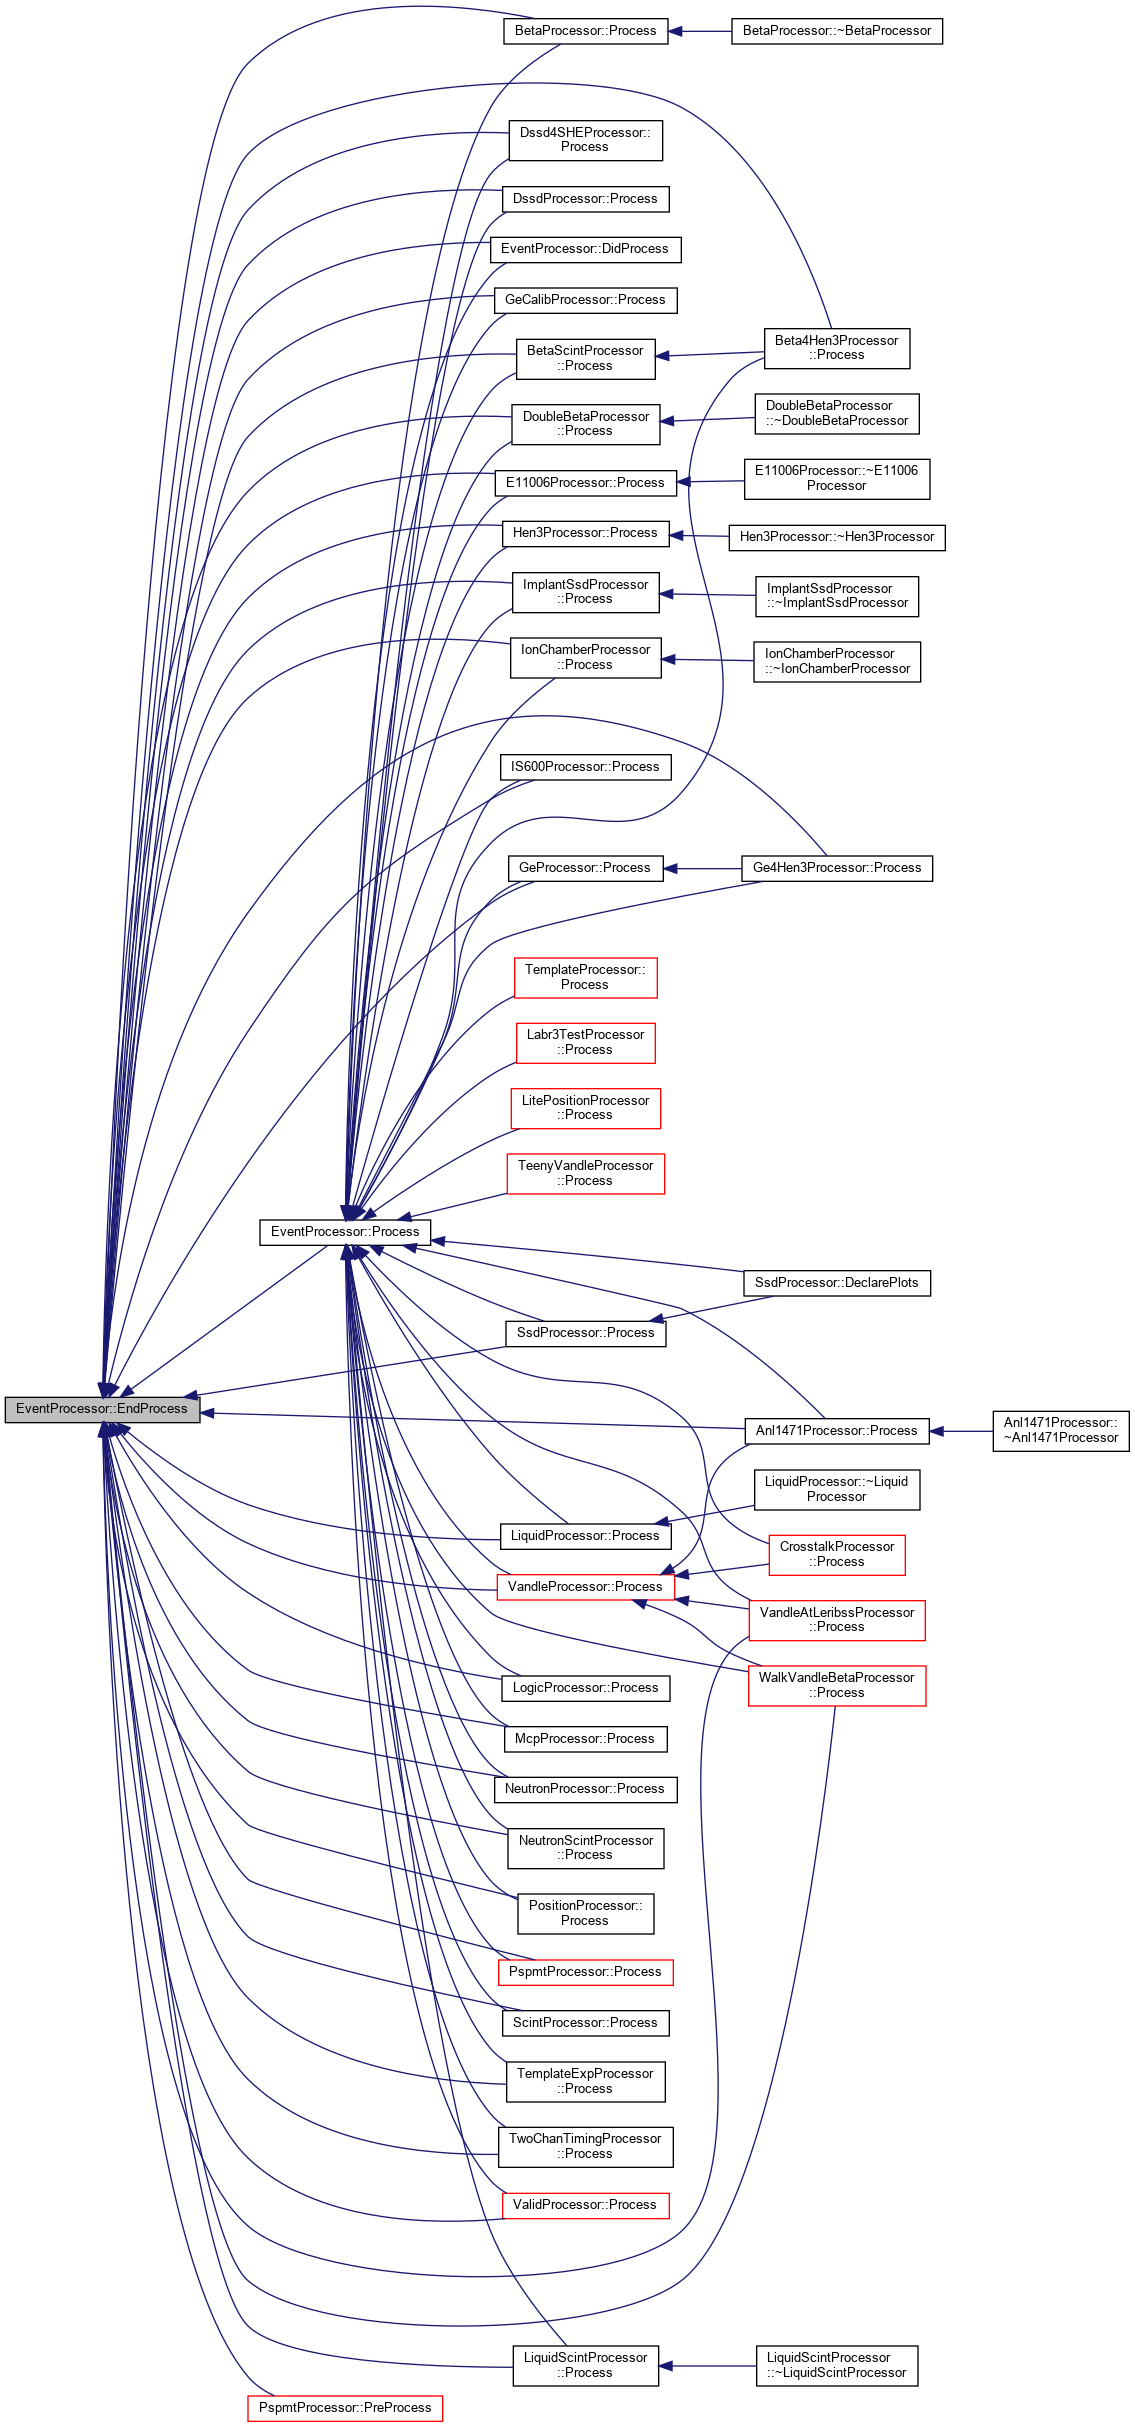 BetaProcessor::Process
BetaProcessor::~BetaProcessor
Dssd4SHEProcessor::
Process
DssdProcessor::Process
EventProcessor::DidProcess
GeCalibProcessor::Process
BetaScintProcessor
::Process
Beta4Hen3Processor
::Process
DoubleBetaProcessor
::Process
DoubleBetaProcessor
::~DoubleBetaProcessor
E11006Processor::Process
E11006Processor::~E11006
Processor
Hen3Processor::Process
Hen3Processor::~Hen3Processor
ImplantSsdProcessor
::Process
ImplantSsdProcessor
::~ImplantSsdProcessor
IonChamberProcessor
::Process
IonChamberProcessor
::~IonChamberProcessor
IS600Processor::Process
GeProcessor::Process
Ge4Hen3Processor::Process
TemplateProcessor::
Process
Labr3TestProcessor
::Process
LitePositionProcessor
::Process
TeenyVandleProcessor
::Process
EventProcessor::Process
SsdProcessor::DeclarePlots
SsdProcessor::Process
EventProcessor::EndProcess
Anl1471Processor::Process
Anl1471Processor::
~Anl1471Processor
LiquidProcessor::~Liquid
Processor
LiquidProcessor::Process
CrosstalkProcessor
::Process
VandleProcessor::Process
VandleAtLeribssProcessor
::Process
WalkVandleBetaProcessor
::Process
LogicProcessor::Process
McpProcessor::Process
NeutronProcessor::Process
NeutronScintProcessor
::Process
PositionProcessor::
Process
PspmtProcessor::Process
ScintProcessor::Process
TemplateExpProcessor
::Process
TwoChanTimingProcessor
::Process
ValidProcessor::Process
LiquidScintProcessor
::Process
LiquidScintProcessor
::~LiquidScintProcessor
PspmtProcessor::PreProcess